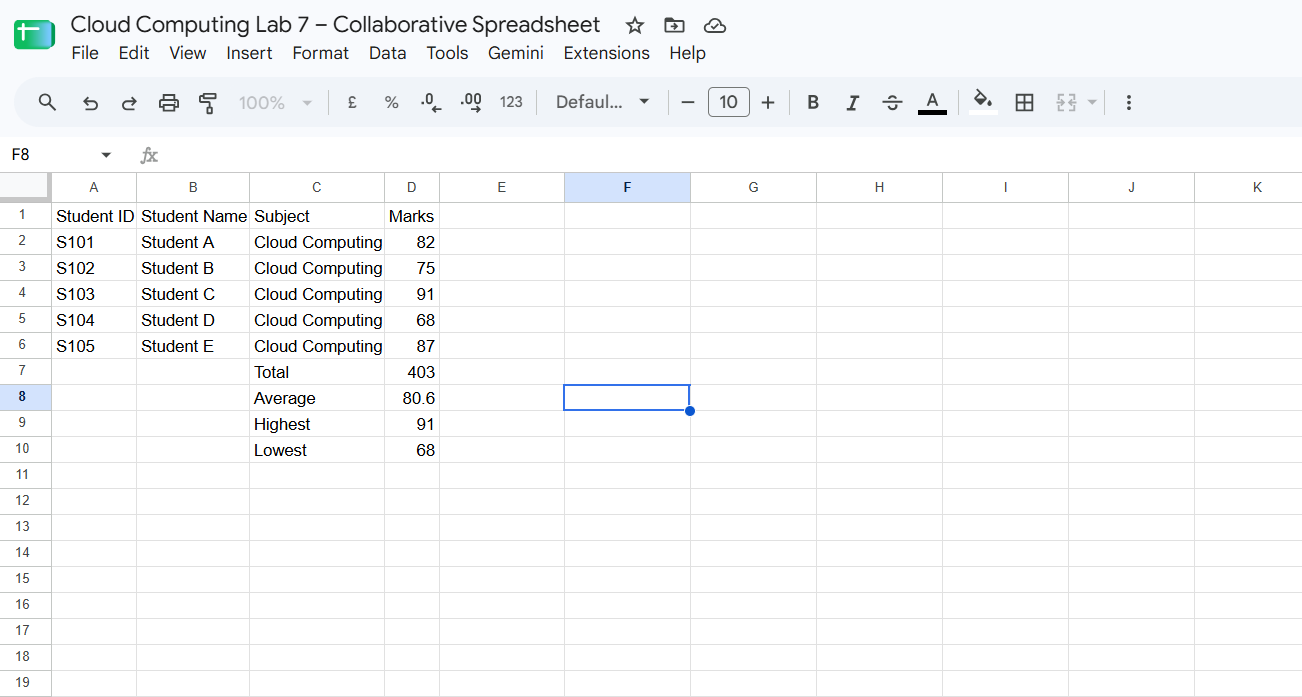 Cloud Computing Lab 7 – Collaborative Spreadsheet
File Edit View Insert Format Data Tools Gemini Extensions Help
100% £ % .0 .00 123 Defaul... 10 B I S A
F8 fx
A B C D E F G H I J K
1 Student ID Student Name Subject Marks
2 S101 Student A Cloud Computing 82
3 S102 Student B Cloud Computing 75
4 S103 Student C Cloud Computing 91
5 S104 Student D Cloud Computing 68
6 S105 Student E Cloud Computing 87
7 Total 403
8 Average 80.6
9 Highest 91
10 Lowest 68
11
12
13
14
15
16
17
18
19